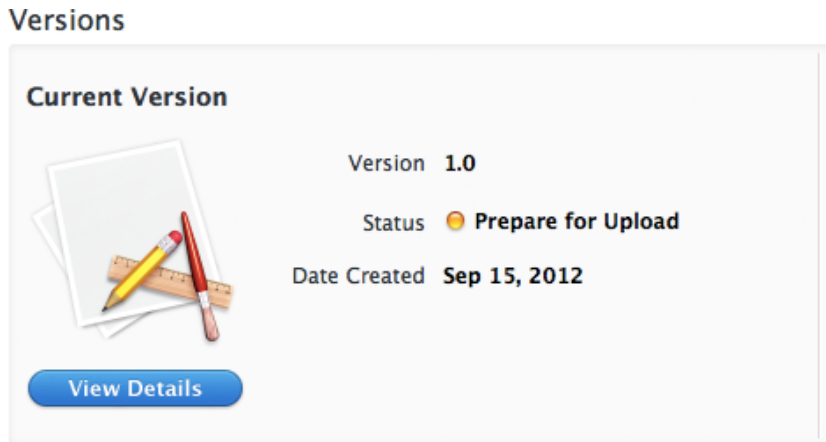 Versions
Current Version
Version 1.0
Status Prepare for Upload
Date Created Sep 15, 2012
View Details